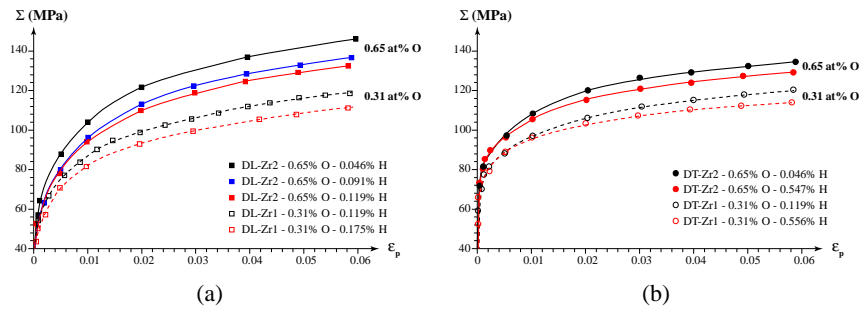 Σ (MPa)
140
120
100
80
60
40
0
0.01
0.02
0.03
0.04
0.05
0.06
ε_p
0.65 at% O
0.31 at% O
DL-Zr2 - 0.65% O - 0.046% H
DL-Zr2 - 0.65% O - 0.091% H
DL-Zr2 - 0.65% O - 0.119% H
DL-Zr1 - 0.31% O - 0.119% H
DL-Zr1 - 0.31% O - 0.175% H
(a)
Σ (MPa)
140
120
100
80
60
40
0
0.01
0.02
0.03
0.04
0.05
0.06
ε_p
0.65 at% O
0.31 at% O
DT-Zr2 - 0.65% O - 0.046% H
DT-Zr2 - 0.65% O - 0.547% H
DT-Zr1 - 0.31% O - 0.119% H
DT-Zr1 - 0.31% O - 0.556% H
(b)